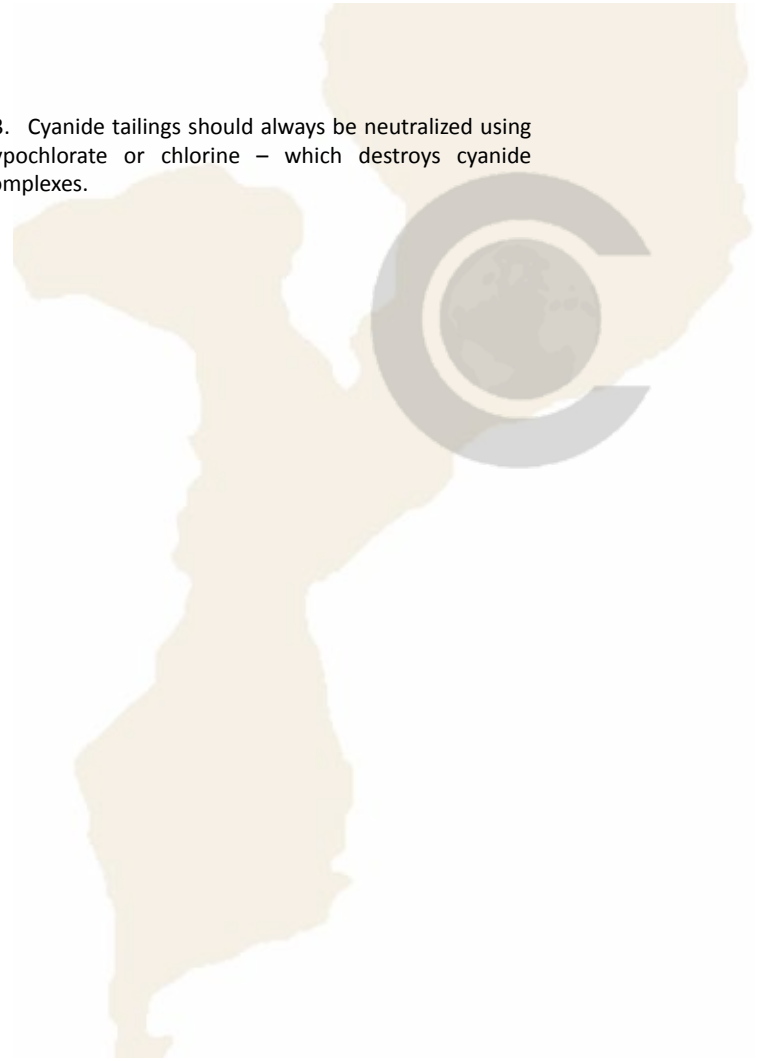 3. Cyanide tailings should always be neutralized using
ypochlorate or chlorine – which destroys cyanide
omplexes.